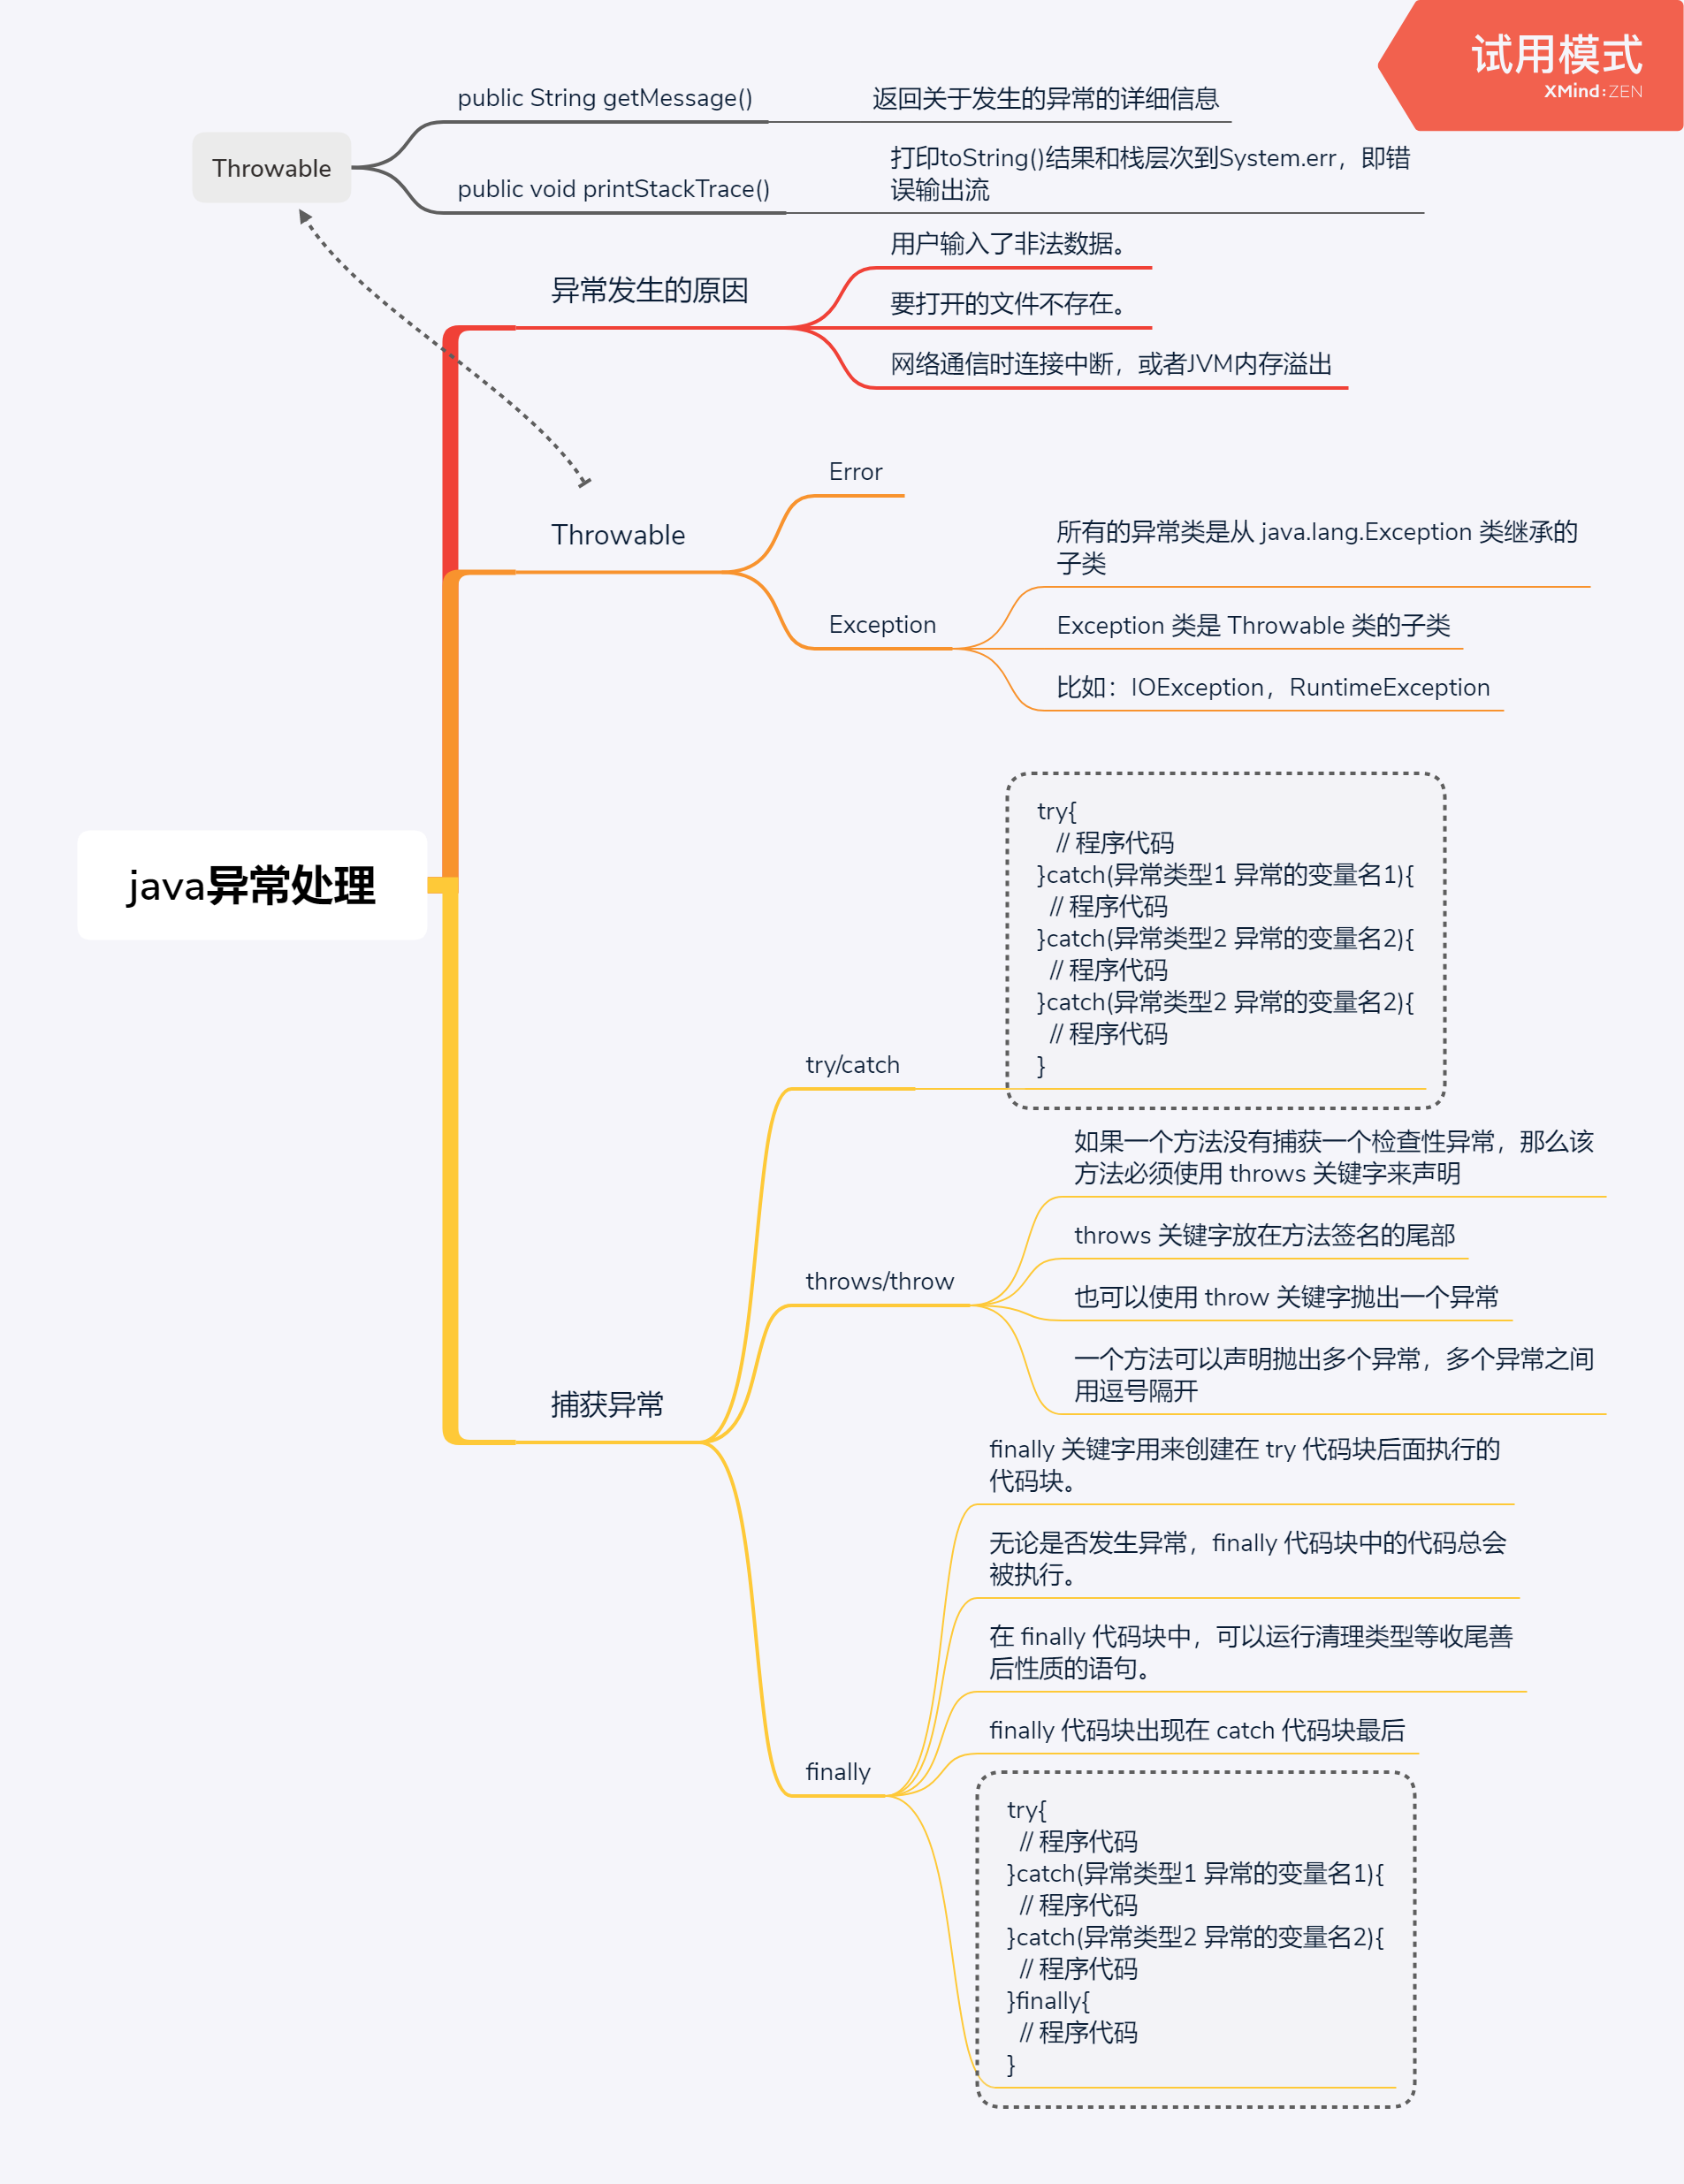 试用模式
XMind:ZEN
public String getMessage()
返回关于发生的异常的详细信息
Throwable
public void printStackTrace()
打印toString()结果和栈层次到System.err，即错
误输出流
异常发生的原因
用户输入了非法数据。
要打开的文件不存在。
网络通信时连接中断，或者JVM内存溢出
Throwable
Error
Exception
所有的异常类是从 java.lang.Exception 类继承的
子类
Exception 类是 Throwable 类的子类
比如：IOException，RuntimeException
java异常处理
捕获异常
try/catch
try{
   // 程序代码
}catch(异常类型1 异常的变量名1){
  // 程序代码
}catch(异常类型2 异常的变量名2){
  // 程序代码
}catch(异常类型2 异常的变量名2){
  // 程序代码
}
throws/throw
如果一个方法没有捕获一个检查性异常，那么该
方法必须使用 throws 关键字来声明
throws 关键字放在方法签名的尾部
也可以使用 throw 关键字抛出一个异常
一个方法可以声明抛出多个异常，多个异常之间
用逗号隔开
finally
finally 关键字用来创建在 try 代码块后面执行的
代码块。
无论是否发生异常，finally 代码块中的代码总会
被执行。
在 finally 代码块中，可以运行清理类型等收尾善
后性质的语句。
finally 代码块出现在 catch 代码块最后
try{
  // 程序代码
}catch(异常类型1 异常的变量名1){
  // 程序代码
}catch(异常类型2 异常的变量名2){
  // 程序代码
}finally{
  // 程序代码
}